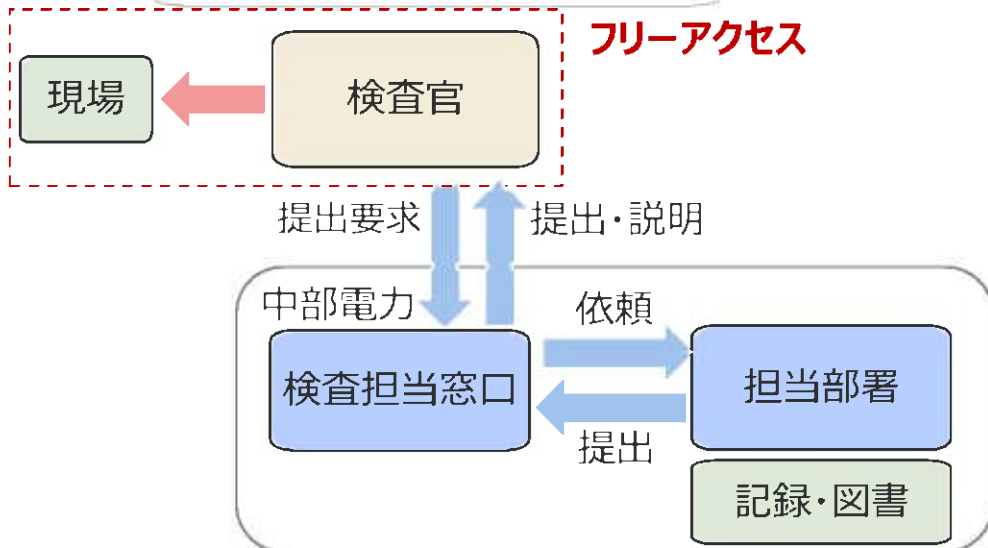 フリーアクセス
現場
検査官
提出要求
提出・説明
中部電力
依頼
検査担当窓口
担当部署
提出
記録・図書